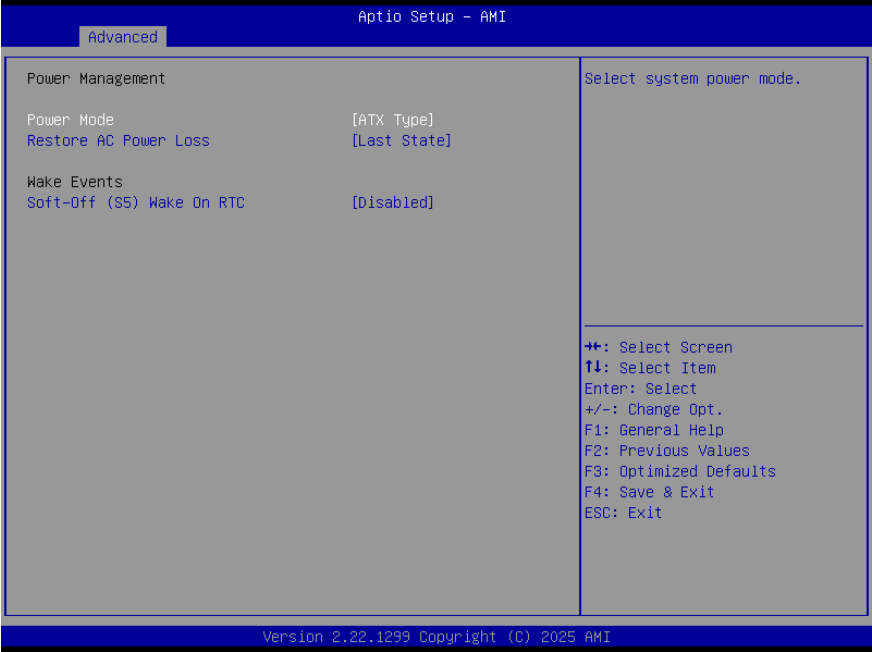 Aptio Setup – AMI
Advanced
Power Management
Select system power mode.
Power Mode [ATX Type]
Restore AC Power Loss [Last State]
Wake Events
Soft-Off (S5) Wake On RTC [Disabled]
→←: Select Screen
↑↓: Select Item
Enter: Select
+/-: Change Opt.
F1: General Help
F2: Previous Values
F3: Optimized Defaults
F4: Save & Exit
ESC: Exit
Version 2.22.1299 Copyright (C) 2025 AMI